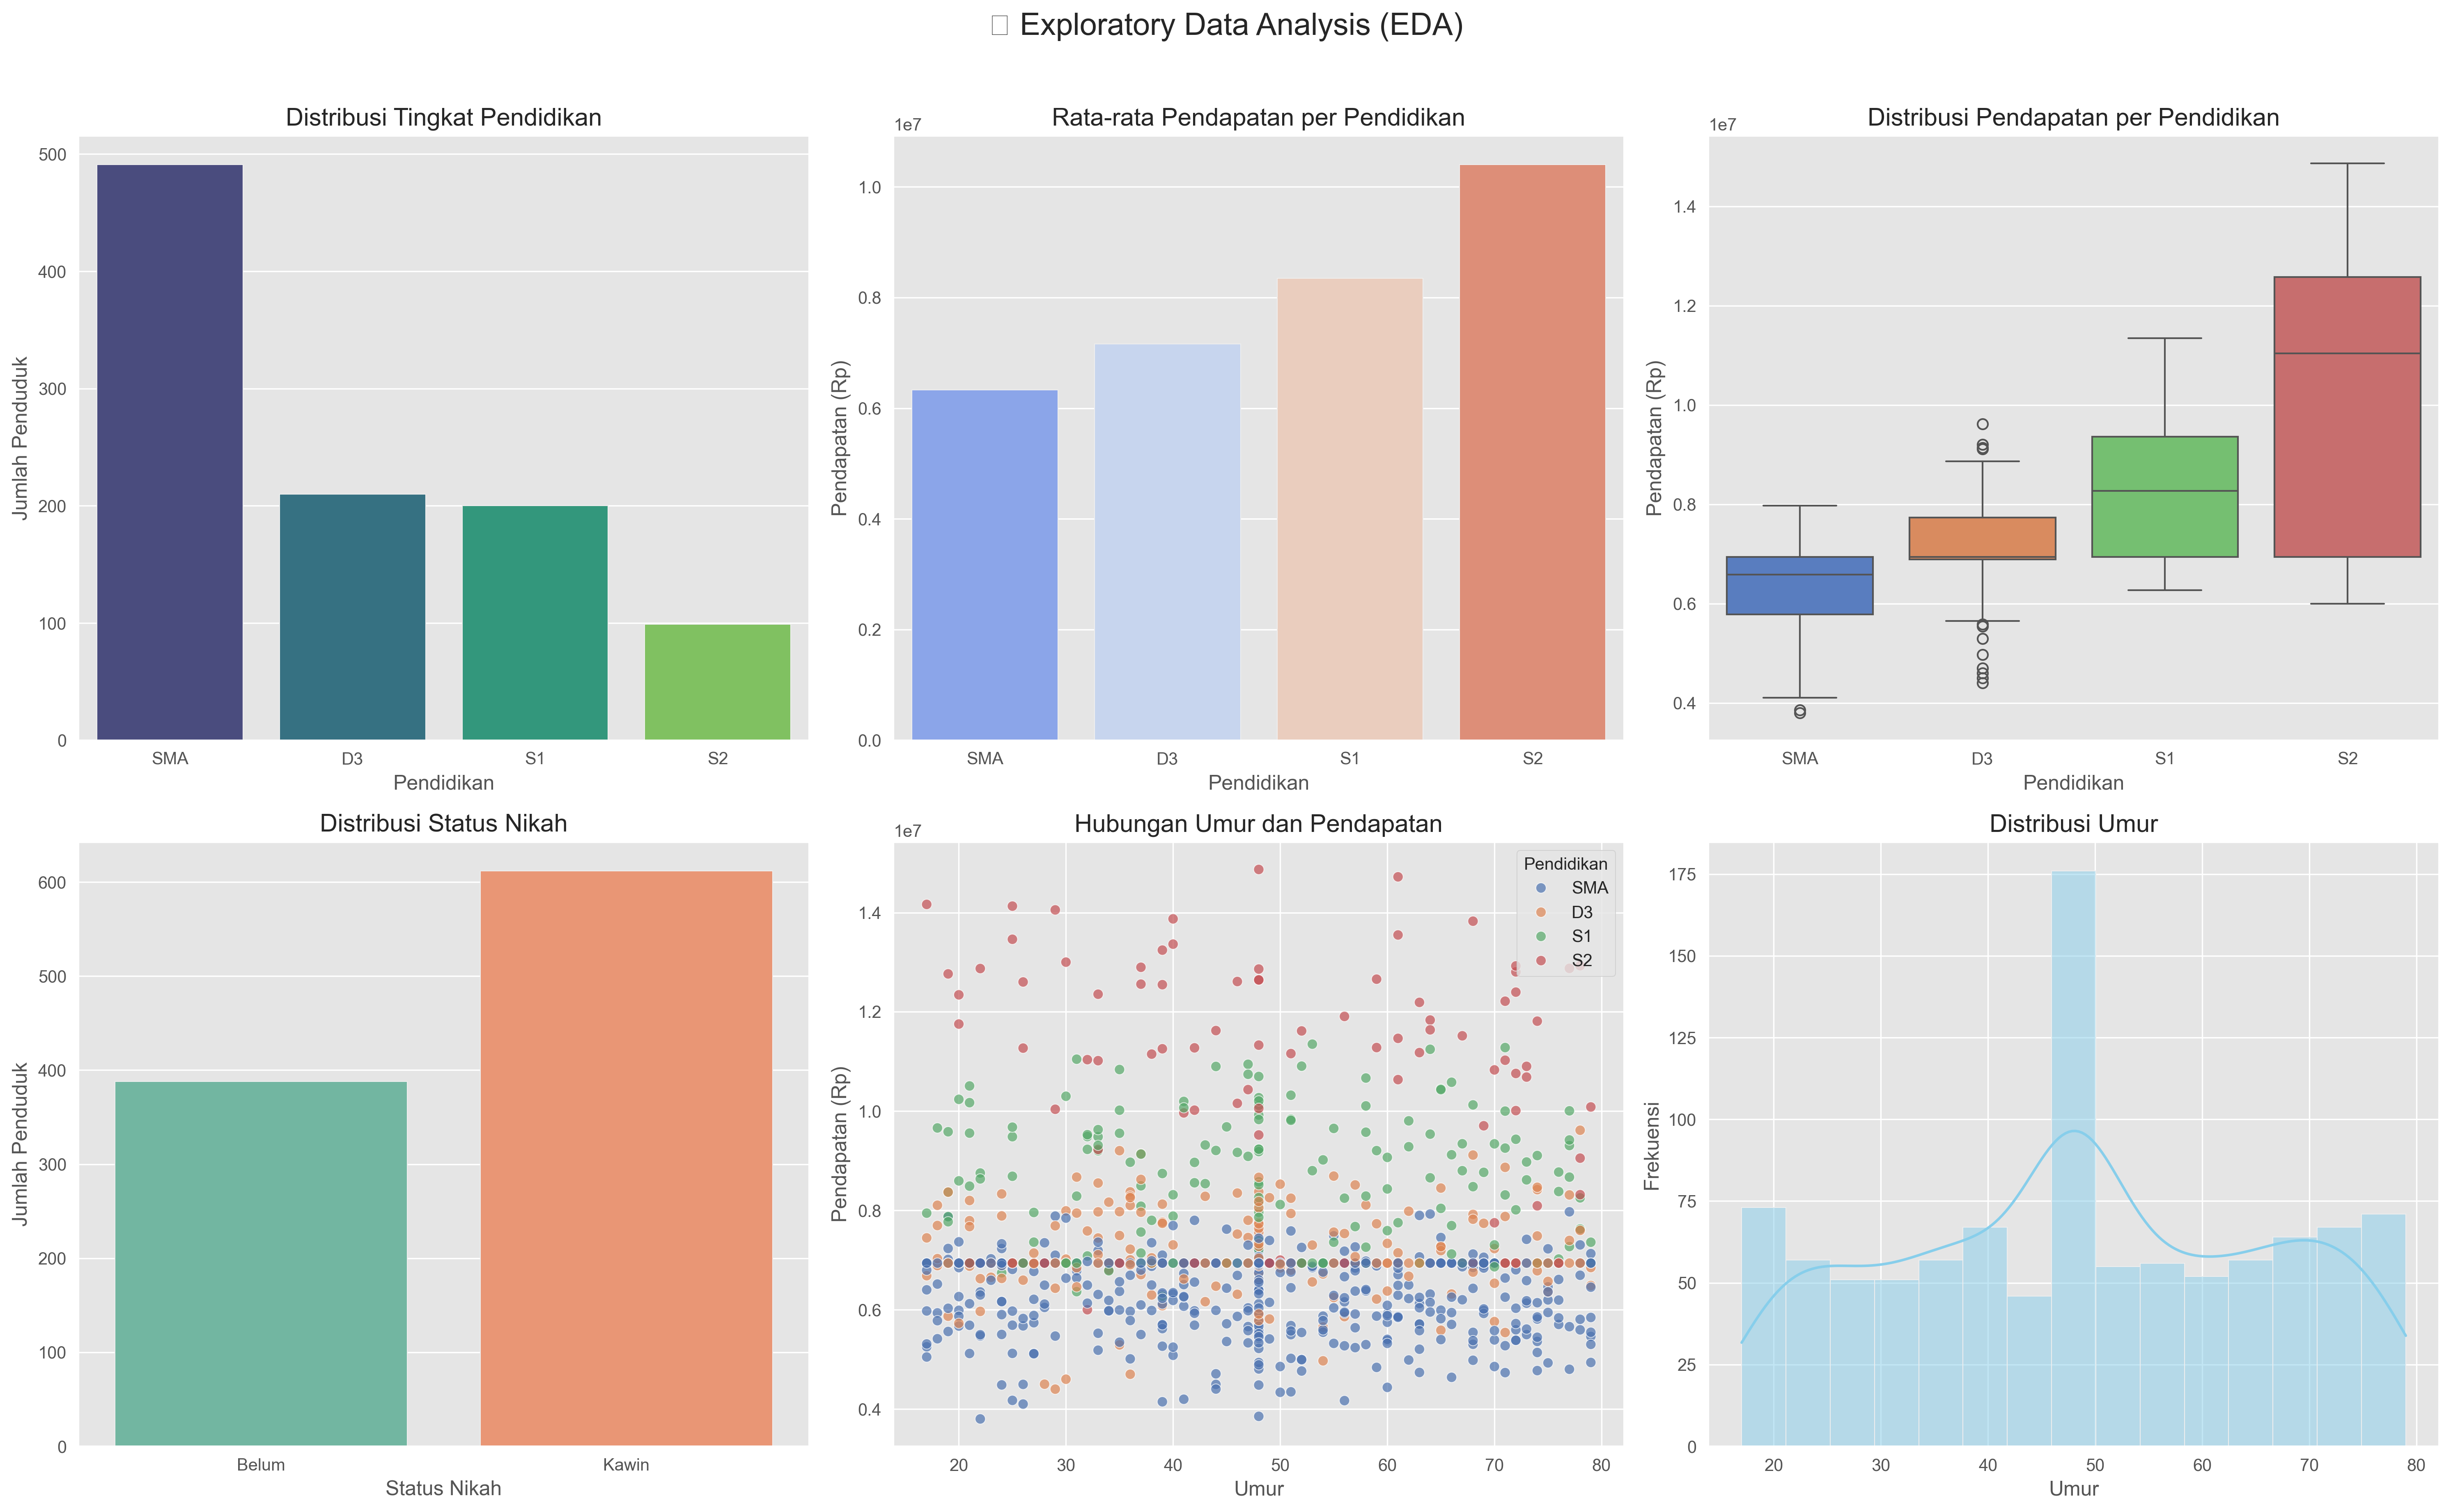 Exploratory Data Analysis (EDA)
Distribusi Tingkat Pendidikan
Jumlah Penduduk
500
400
300
200
100
0
SMA D3 S1 S2
Pendidikan
Rata-rata Pendapatan per Pendidikan
1e7
Pendapatan (Rp)
1.0
0.8
0.6
0.4
0.2
0.0
SMA D3 S1 S2
Pendidikan
Distribusi Pendapatan per Pendidikan
1e7
Pendapatan (Rp)
1.4
1.2
1.0
0.8
0.6
0.4
SMA D3 S1 S2
Pendidikan
Distribusi Status Nikah
Jumlah Penduduk
600
500
400
300
200
100
0
Belum Kawin
Status Nikah
Hubungan Umur dan Pendapatan
1e7
Pendapatan (Rp)
1.4
1.2
1.0
0.8
0.6
0.4
Pendidikan
SMA
D3
S1
S2
20 30 40 50 60 70 80
Umur
Distribusi Umur
Frekuensi
175
150
125
100
75
50
25
0
20 30 40 50 60 70 80
Umur